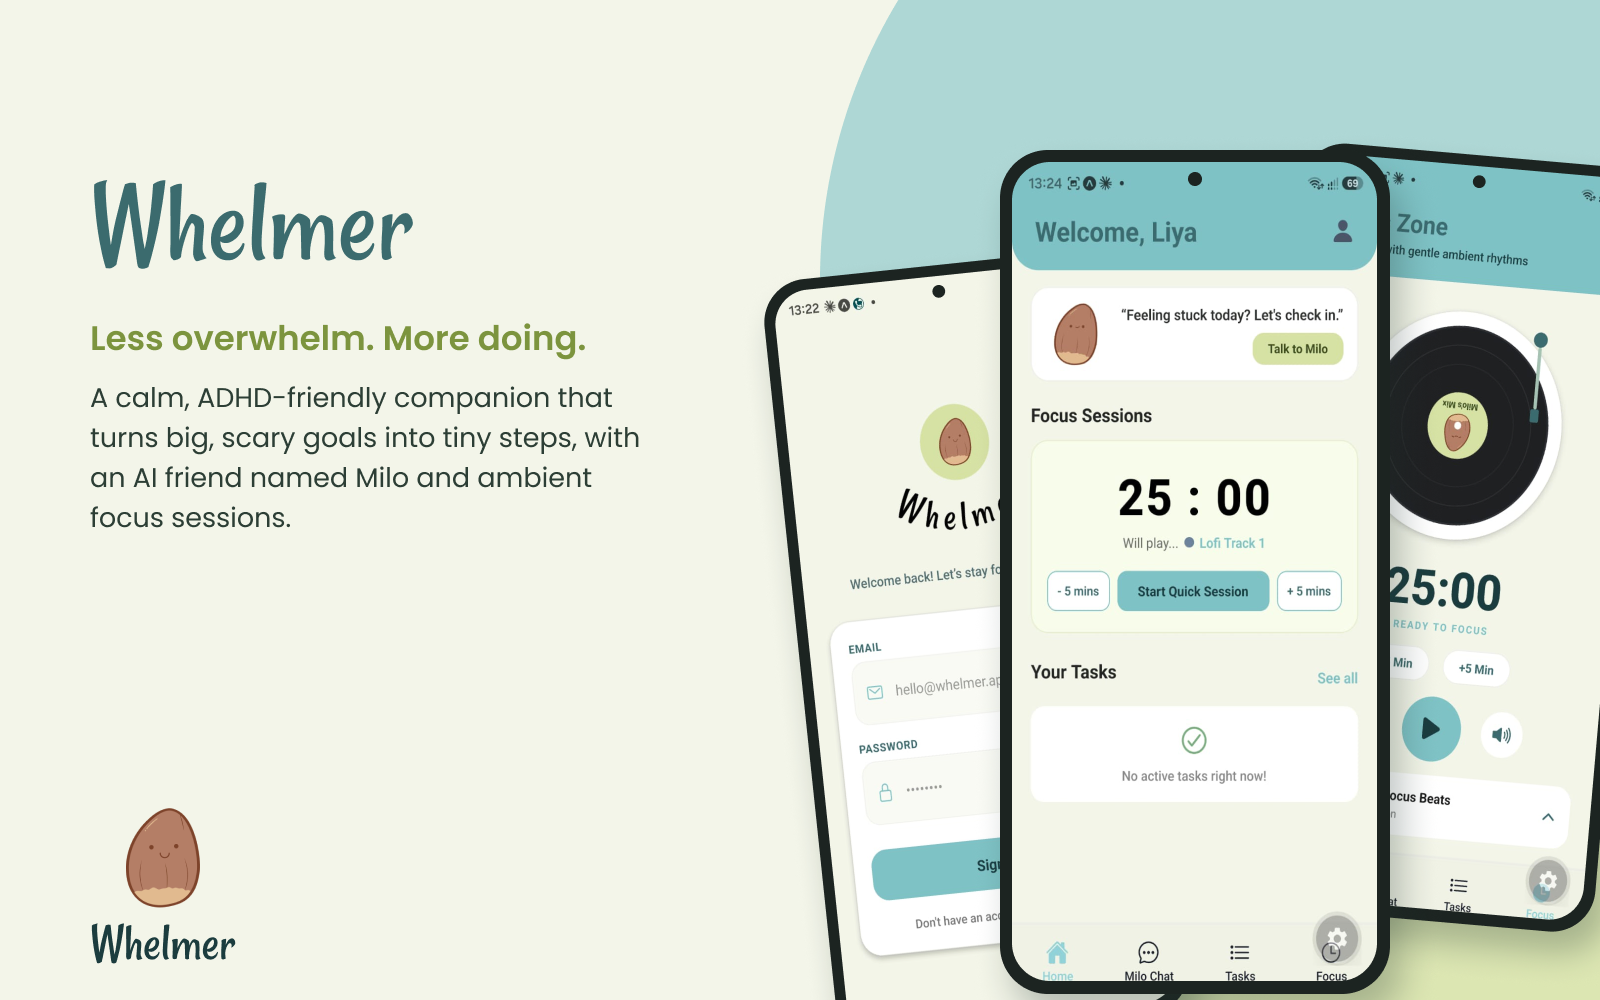 Whelmer
Less overwhelm. More doing.
A calm, ADHD-friendly companion that
turns big, scary goals into tiny steps, with
an AI friend named Milo and ambient
focus sessions.
Whelmer
13:22
Whelm
Welcome back! Let's stay fo
EMAIL
hello@whelmer.ap
PASSWORD
Sign
Don't have an acc
13:24
69
Welcome, Liya
“Feeling stuck today? Let's check in.”
Talk to Milo
Focus Sessions
25 : 00
Will play... Lofi Track 1
- 5 mins
Start Quick Session
+ 5 mins
Your Tasks
See all
No active tasks right now!
Home
Milo Chat
Tasks
Focus
Zone
with gentle ambient rhythms
Milo's Mix
25:00
READY TO FOCUS
Min
+5 Min
ocus Beats
n
at
Tasks
Focus